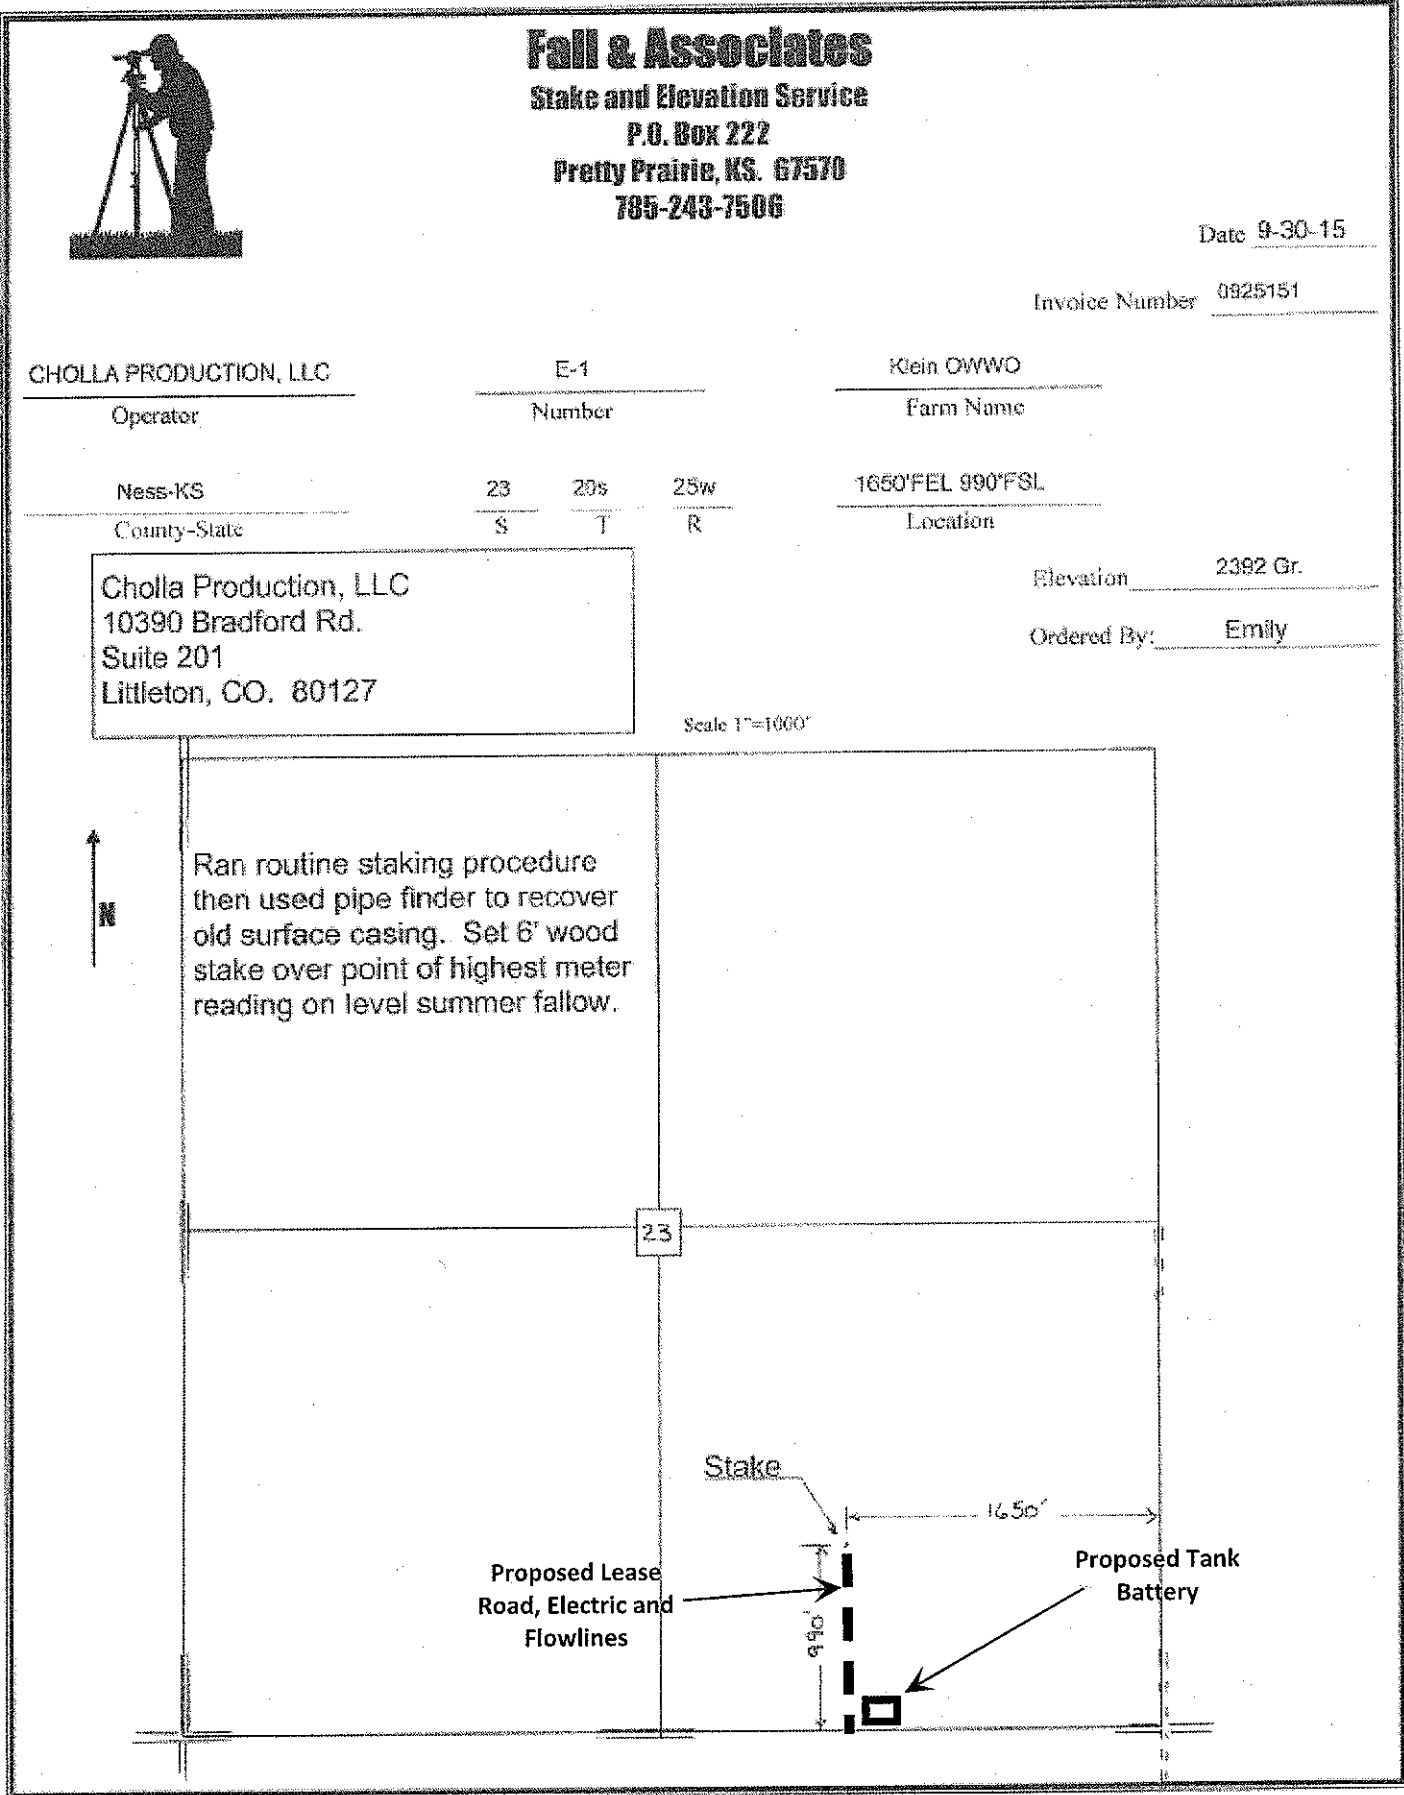 Fall & Associates
Stake and Elevation Service
P.O. Box 222
Pretty Prairie, KS. 67570
785-243-7506
Date 9-30-15
Invoice Number 0925151
CHOLLA PRODUCTION, LLC E-1 Klein OWWO
Operator Number Farm Name
Ness-KS 23 20s 25w 1650'FEL 990'FSL
County-State S T R Location
Elevation 2392 Gr.
Cholla Production, LLC
10390 Bradford Rd.
Suite 201
Littleton, CO. 80127
Ordered By: Emily
Scale 1"=1000'
N
Ran routine staking procedure
then used pipe finder to recover
old surface casing. Set 6' wood
stake over point of highest meter
reading on level summer fallow.
23
Stake
1650'
Proposed Lease
Road, Electric and
Flowlines
990'
Proposed Tank
Battery